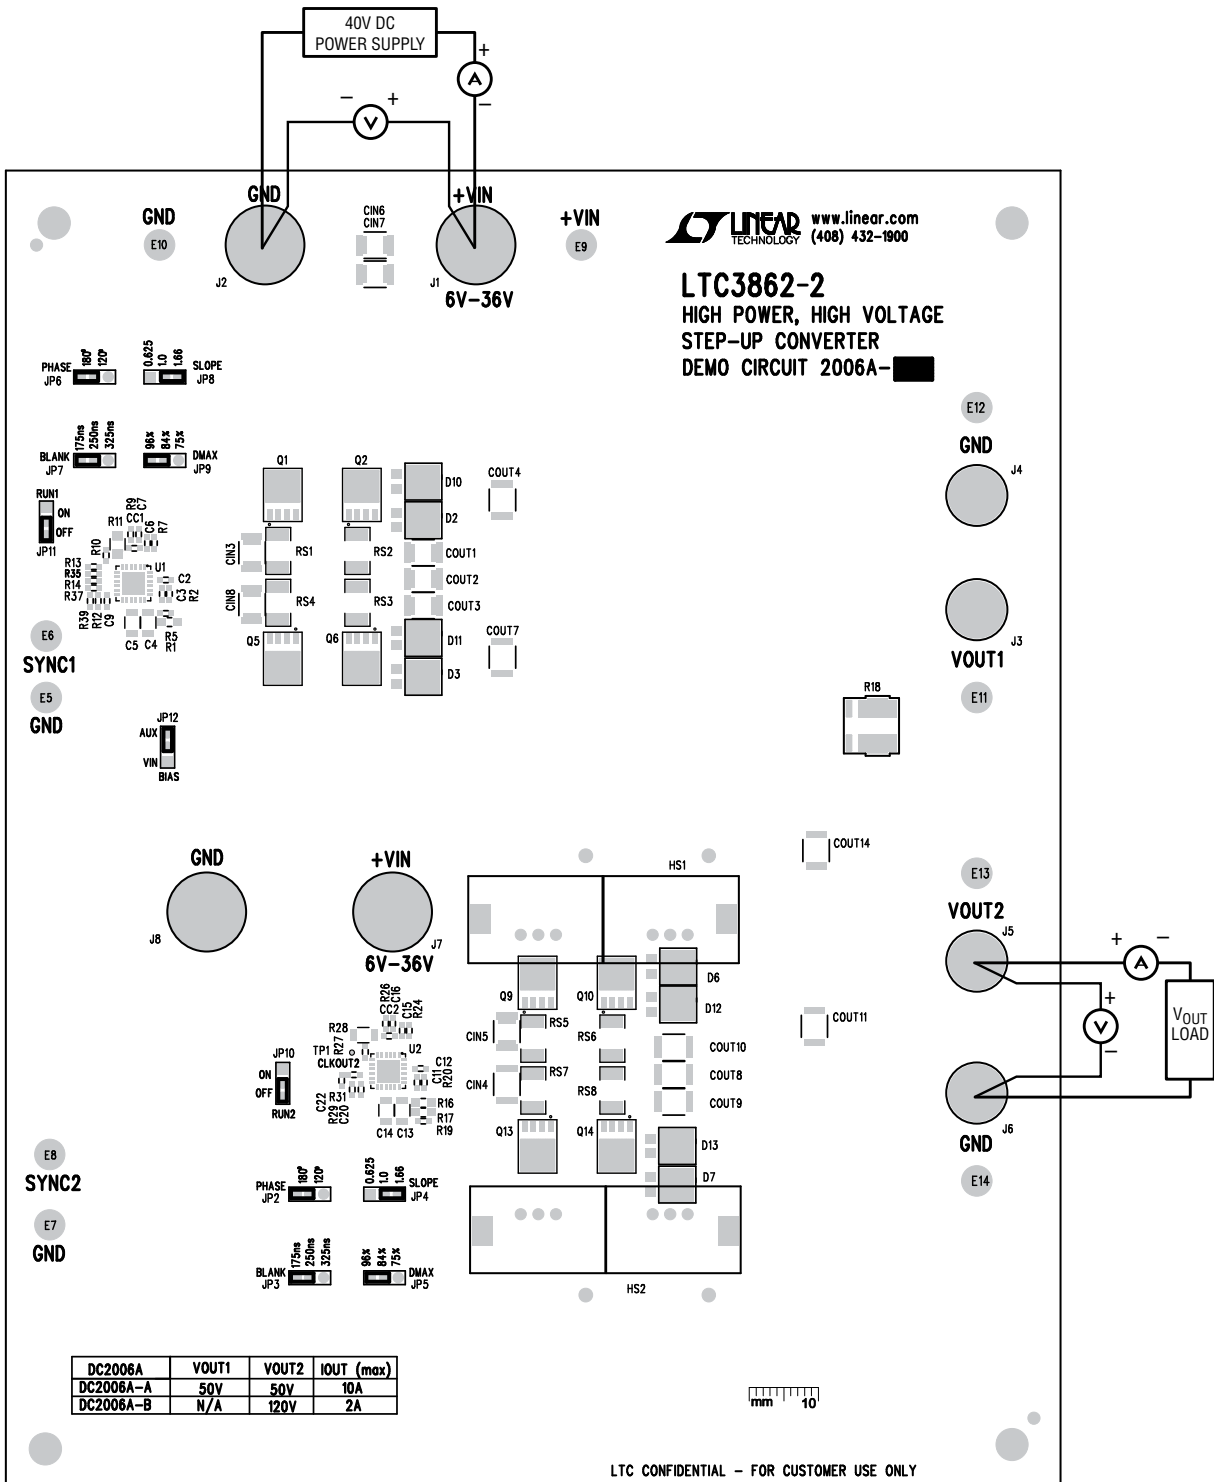 40V DC
POWER SUPPLY
+
A
−
−
V
+
GND
+VIN
GND
E10
CIN6
CIN7
+VIN
E9
J2
J1
6V-36V
LINEAR
TECHNOLOGY
www.linear.com
(408) 432-1900
LTC3862-2
HIGH POWER, HIGH VOLTAGE
STEP-UP CONVERTER
DEMO CIRCUIT 2006A-
PHASE
JP6
180°
120°
0.625
1.0
1.66
SLOPE
JP8
BLANK
JP7
175ns
250ns
325ns
96%
84%
75%
DMAX
JP9
RUN1
ON
OFF
JP11
R11
R10
R9
CC1
C7
C6
R7
R13
R35
R14
R37
R39
R12
C9
U1
C2
C3
R2
C5
C4
R5
R1
Q1
Q2
D10
D2
COUT4
CIN3
RS1
RS2
COUT1
COUT2
CIN8
RS4
RS3
COUT3
Q5
Q6
D11
D3
COUT7
E12
GND
J4
J3
VOUT1
E11
R18
E6
SYNC1
E5
GND
JP12
AUX
VIN
BIAS
GND
J8
+VIN
J7
6V-36V
HS1
COUT14
E13
VOUT2
J5
+
A
−
+
V
−
VOUT
LOAD
J6
GND
E14
R28
R26
CC2
C16
C15
R24
R27
TP1
CLKOUT2
U2
C12
C11
R20
JP10
ON
OFF
RUN2
C22
R29
R31
C20
C14
C13
R16
R17
R19
Q9
Q10
D6
D12
CIN5
RS5
RS6
CIN4
RS7
RS8
COUT10
COUT8
COUT9
COUT11
Q13
Q14
D13
D7
E8
SYNC2
E7
GND
PHASE
JP2
180°
120°
0.625
1.0
1.66
SLOPE
JP4
BLANK
JP3
175ns
250ns
325ns
96%
84%
75%
DMAX
JP5
HS2
DC2006A VOUT1 VOUT2 IOUT (max)
DC2006A-A 50V 50V 10A
DC2006A-B N/A 120V 2A
mm 10
LTC CONFIDENTIAL - FOR CUSTOMER USE ONLY